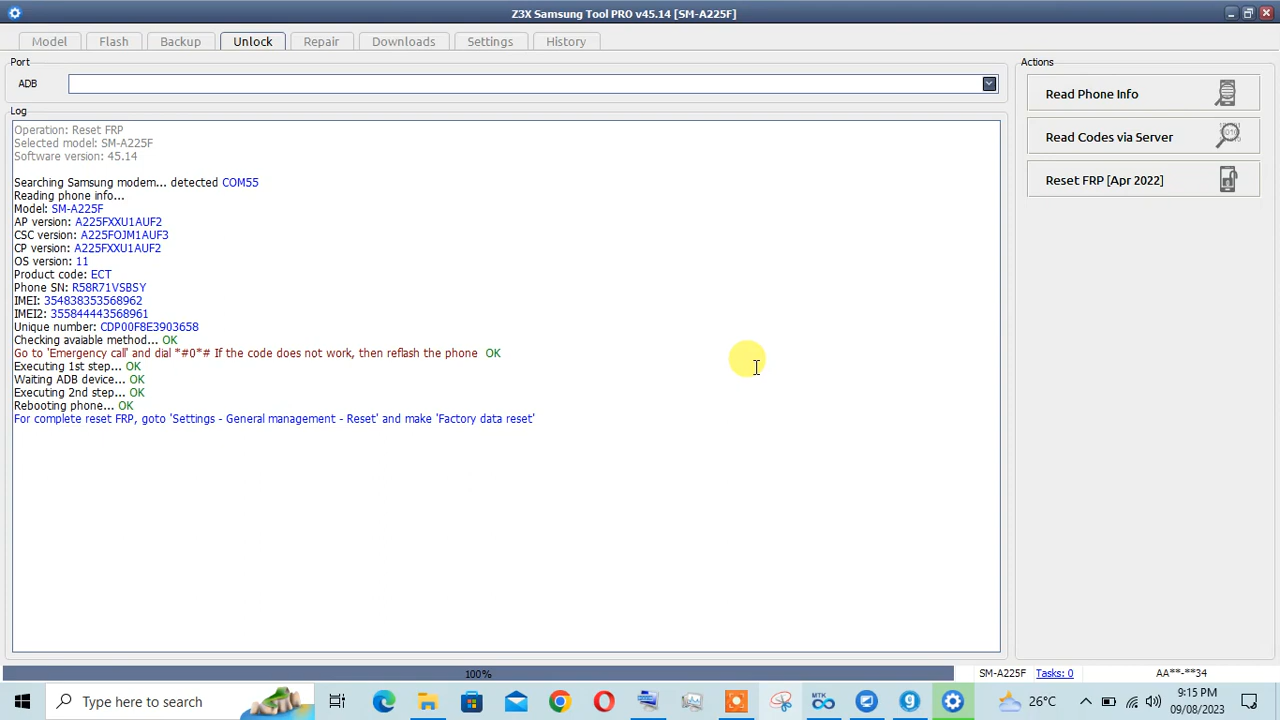 Z3X Samsung Tool PRO v45.14 [SM-A225F]
Model Flash Backup Unlock Repair Downloads Settings History
Port
ADB
Actions
Read Phone Info
Read Codes via Server
Reset FRP [Apr 2022]
Log
Operation: Reset FRP
Selected model: SM-A225F
Software version: 45.14
Searching Samsung modem... detected COM55
Reading phone info...
Model: SM-A225F
AP version: A225FXXU1AUF2
CSC version: A225FOJM1AUF3
CP version: A225FXXU1AUF2
OS version: 11
Product code: ECT
Phone SN: R58R71VSBSY
IMEI: 354838353568962
IMEI2: 355844443568961
Unique number: CDP00F8E3903658
Checking avaiable method... OK
Go to 'Emergency call' and dial *#0*# If the code does not work, then reflash the phone OK
Executing 1st step... OK
Waiting ADB device... OK
Executing 2nd step... OK
Rebooting phone... OK
For complete reset FRP, goto 'Settings - General management - Reset' and make 'Factory data reset'
100%
SM-A225F Tasks: 0 AA**-**34
Type here to search
MTK
26°C
9:15 PM
09/08/2023